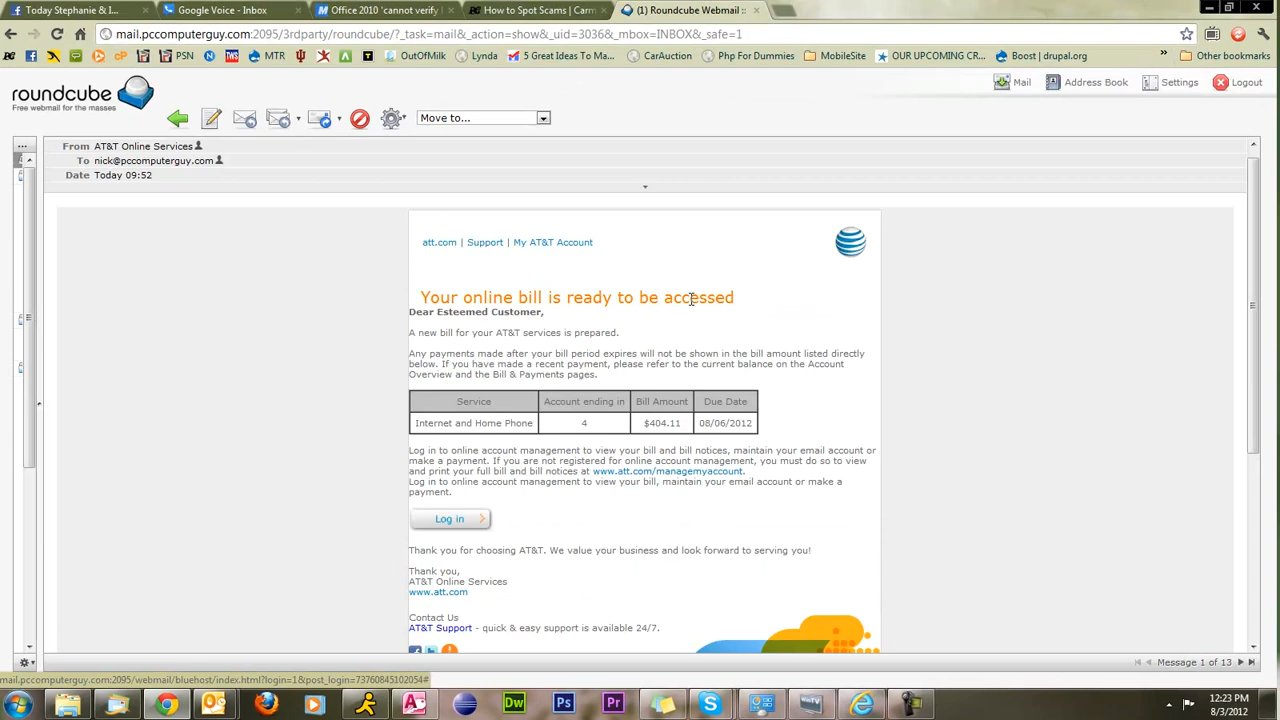 Today Stephanie & I...
Google Voice - Inbox
Office 2010 'cannot verify l
How to Spot Scams | Carm
(1) Roundcube Webmail ::
mail.pccomputerguy.com:2095/3rdparty/roundcube/?_task=mail&_action=show&_uid=3036&_mbox=INBOX&_safe=1
PSN
MTR
OutOfMilk
Lynda
5 Great Ideas To Ma...
CarAuction
Php For Dummies
MobileSite
OUR UPCOMING CR...
Boost | drupal.org
Other bookmarks
roundcube
Free webmail for the masses
Mail
Address Book
Settings
Logout
Move to...
From AT&T Online Services
To nick@pccomputerguy.com
Date Today 09:52
att.com | Support | My AT&T Account
Your online bill is ready to be accessed
Dear Esteemed Customer,
A new bill for your AT&T services is prepared.
Any payments made after your bill period expires will not be shown in the bill amount listed directly
below. If you have made a recent payment, please refer to the current balance on the Account
Overview and the Bill & Payments pages.
Service Account ending in Bill Amount Due Date
Internet and Home Phone 4 $404.11 08/06/2012
Log in to online account management to view your bill and bill notices, maintain your email account or
make a payment. If you are not registered for online account management, you must do so to view
and print your full bill and bill notices at www.att.com/managemyaccount.
Log in to online account management to view your bill, maintain your email account or make a
payment.
Log in
Thank you for choosing AT&T. We value your business and look forward to serving you!
Thank you,
AT&T Online Services
www.att.com
Contact Us
AT&T Support - quick & easy support is available 24/7.
Message 1 of 13
mail.pccomputerguy.com:2095/webmail/bluehost/index.html?login=1&post_login=73760845102054#
Dw
Ps
Pr
12:23 PM
8/3/2012